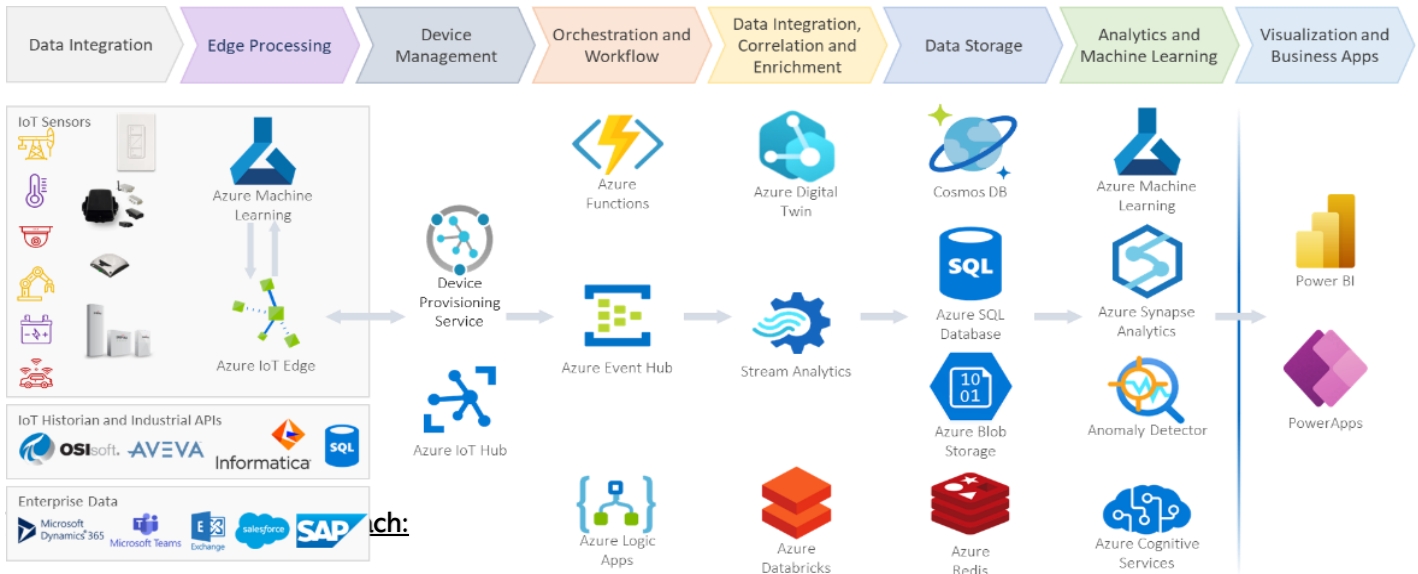 Data Integration
Edge Processing
Device
Management
Orchestration and
Workflow
Data Integration,
Correlation and
Enrichment
Data Storage
Analytics and
Machine Learning
Visualization and
Business Apps
IoT Sensors
Azure Machine
Learning
Azure IoT Edge
Device
Provisioning
Service
Azure IoT Hub
Azure
Functions
Azure Event Hub
Azure Logic
Apps
Azure Digital
Twin
Stream Analytics
Azure
Databricks
Cosmos DB
SQL
Azure SQL
Database
10
01
Azure Blob
Storage
Azure
Redis
Azure Machine
Learning
Azure Synapse
Analytics
Anomaly Detector
Azure Cognitive
Services
Power BI
PowerApps
IoT Historian and Industrial APIs
OSIsoft.
AVEVA
Informatica
SQL
Enterprise Data
Microsoft
Dynamics 365
Microsoft Teams
Exchange
salesforce
SAP
ach: